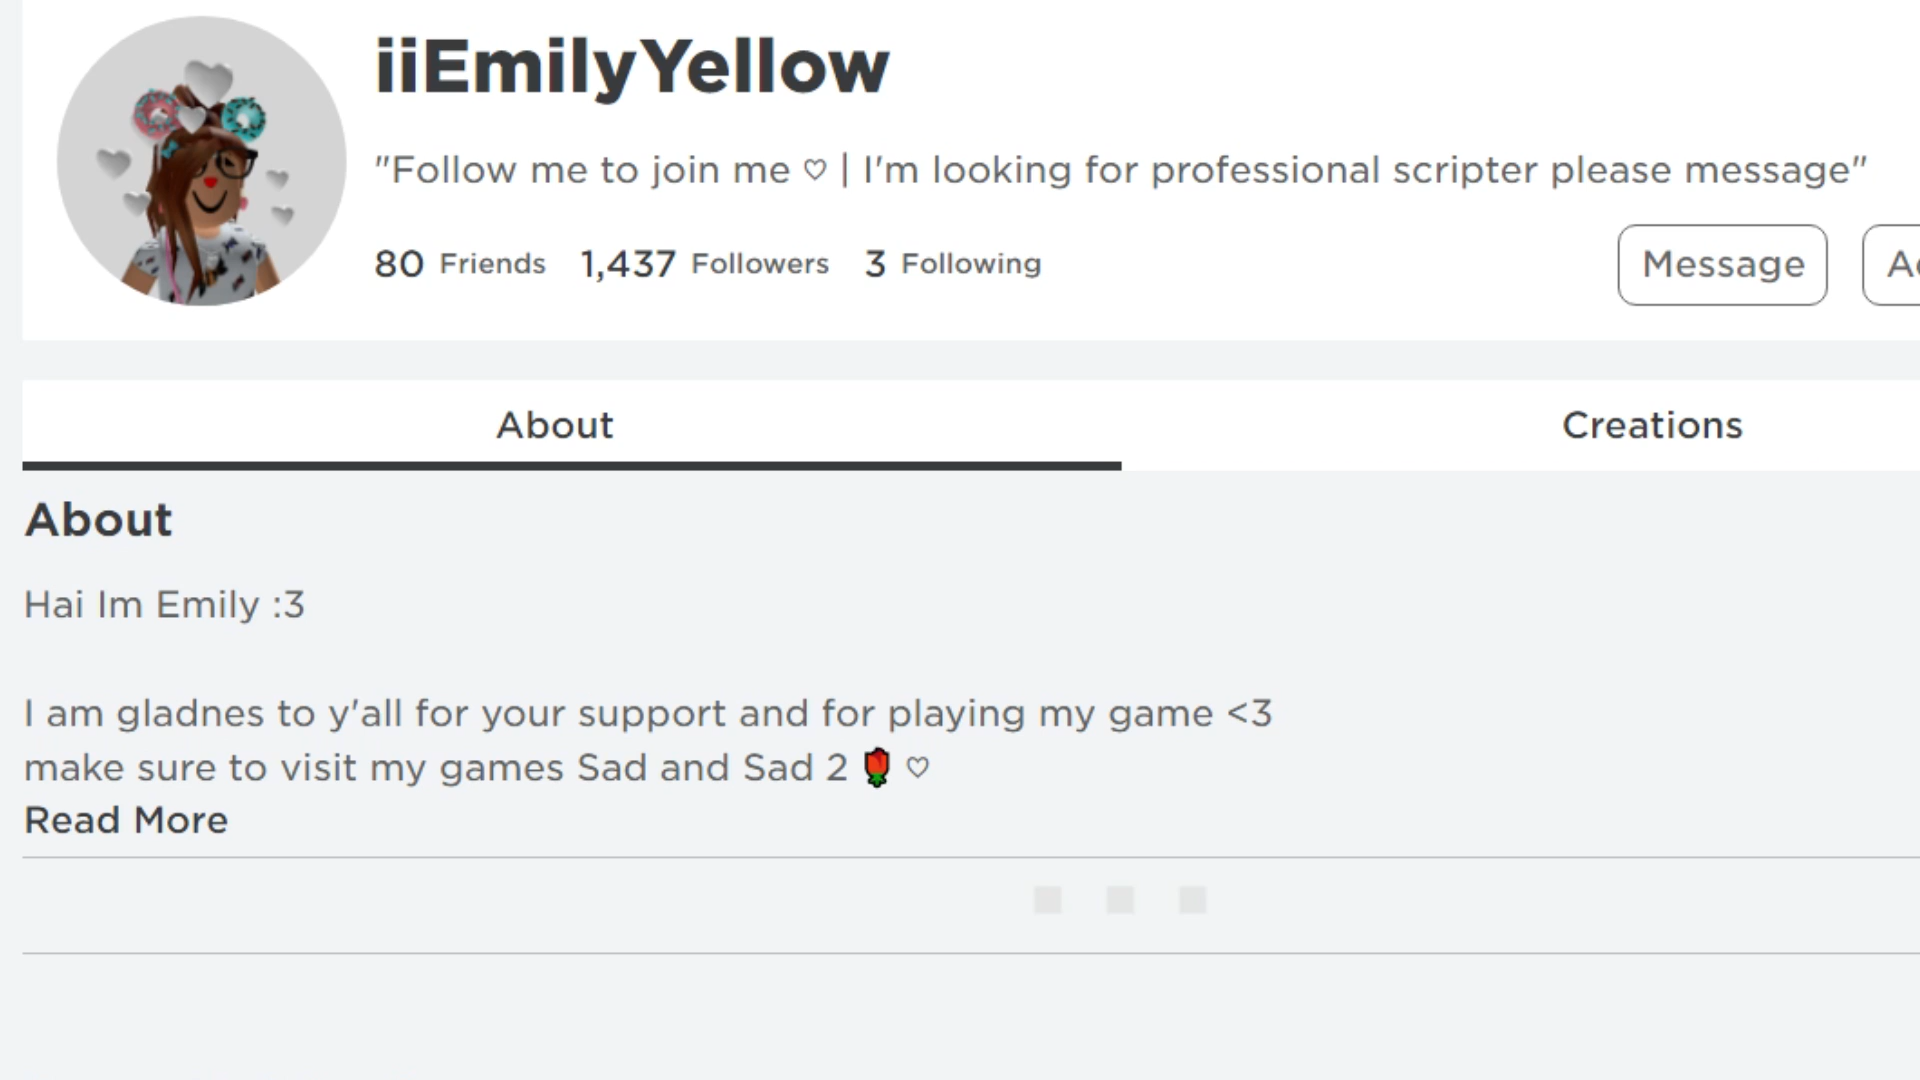 iiEmilyYellow
"Follow me to join me ♡ | I'm looking for professional scripter please message"
80 Friends 1,437 Followers 3 Following
Message
About Creations
About
Hai Im Emily :3
I am gladnes to y'all for your support and for playing my game <3
make sure to visit my games Sad and Sad 2 🌹 ♡
Read More